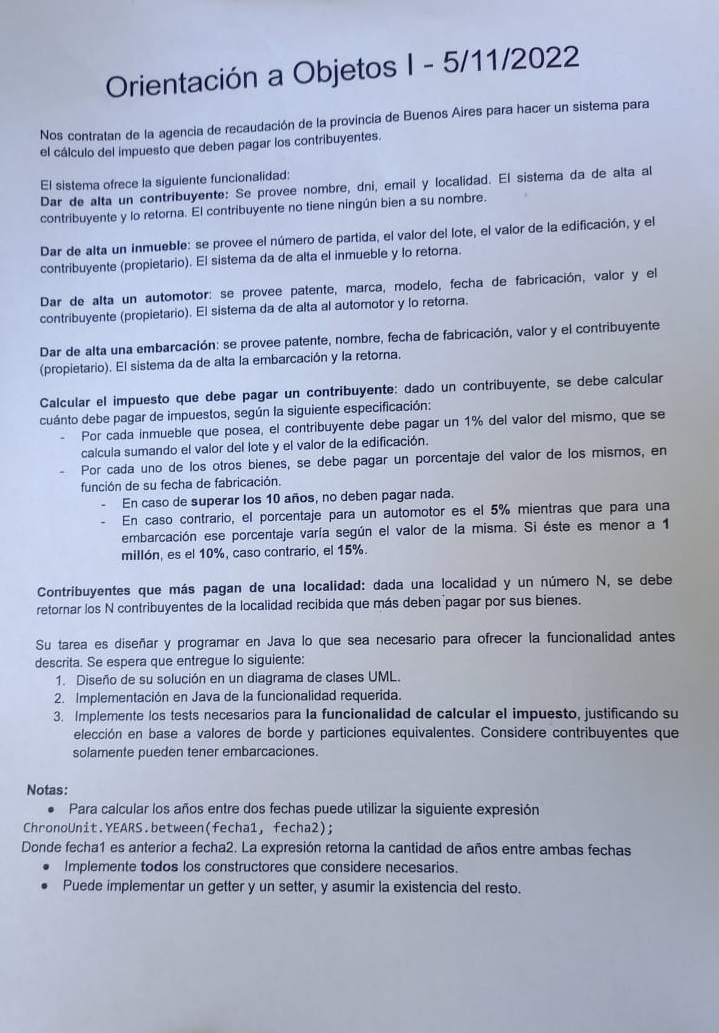 Orientación a Objetos I - 5/11/2022
Nos contratan de la agencia de recaudación de la provincia de Buenos Aires para hacer un sistema para
el cálculo del impuesto que deben pagar los contribuyentes.
El sistema ofrece la siguiente funcionalidad:
Dar de alta un contribuyente: Se provee nombre, dni, email y localidad. El sistema da de alta al
contribuyente y lo retorna. El contribuyente no tiene ningún bien a su nombre.
Dar de alta un inmueble: se provee el número de partida, el valor del lote, el valor de la edificación, y el
contribuyente (propietario). El sistema da de alta el inmueble y lo retorna.
Dar de alta un automotor: se provee patente, marca, modelo, fecha de fabricación, valor y el
contribuyente (propietario). El sistema da de alta al automotor y lo retorna.
Dar de alta una embarcación: se provee patente, nombre, fecha de fabricación, valor y el contribuyente
(propietario). El sistema da de alta la embarcación y la retorna.
Calcular el impuesto que debe pagar un contribuyente: dado un contribuyente, se debe calcular
cuánto debe pagar de impuestos, según la siguiente especificación:
- Por cada inmueble que posea, el contribuyente debe pagar un 1% del valor del mismo, que se
calcula sumando el valor del lote y el valor de la edificación.
- Por cada uno de los otros bienes, se debe pagar un porcentaje del valor de los mismos, en
función de su fecha de fabricación.
- En caso de superar los 10 años, no deben pagar nada.
- En caso contrario, el porcentaje para un automotor es el 5% mientras que para una
embarcación ese porcentaje varía según el valor de la misma. Si éste es menor a 1
millón, es el 10%, caso contrario, el 15%.
Contribuyentes que más pagan de una localidad: dada una localidad y un número N, se debe
retornar los N contribuyentes de la localidad recibida que más deben pagar por sus bienes.
Su tarea es diseñar y programar en Java lo que sea necesario para ofrecer la funcionalidad antes
descrita. Se espera que entregue lo siguiente:
1. Diseño de su solución en un diagrama de clases UML.
2. Implementación en Java de la funcionalidad requerida.
3. Implemente los tests necesarios para la funcionalidad de calcular el impuesto, justificando su
elección en base a valores de borde y particiones equivalentes. Considere contribuyentes que
solamente pueden tener embarcaciones.
Notas:
• Para calcular los años entre dos fechas puede utilizar la siguiente expresión
ChronoUnit.YEARS.between(fecha1, fecha2);
Donde fecha1 es anterior a fecha2. La expresión retorna la cantidad de años entre ambas fechas
• Implemente todos los constructores que considere necesarios.
• Puede implementar un getter y un setter, y asumir la existencia del resto.